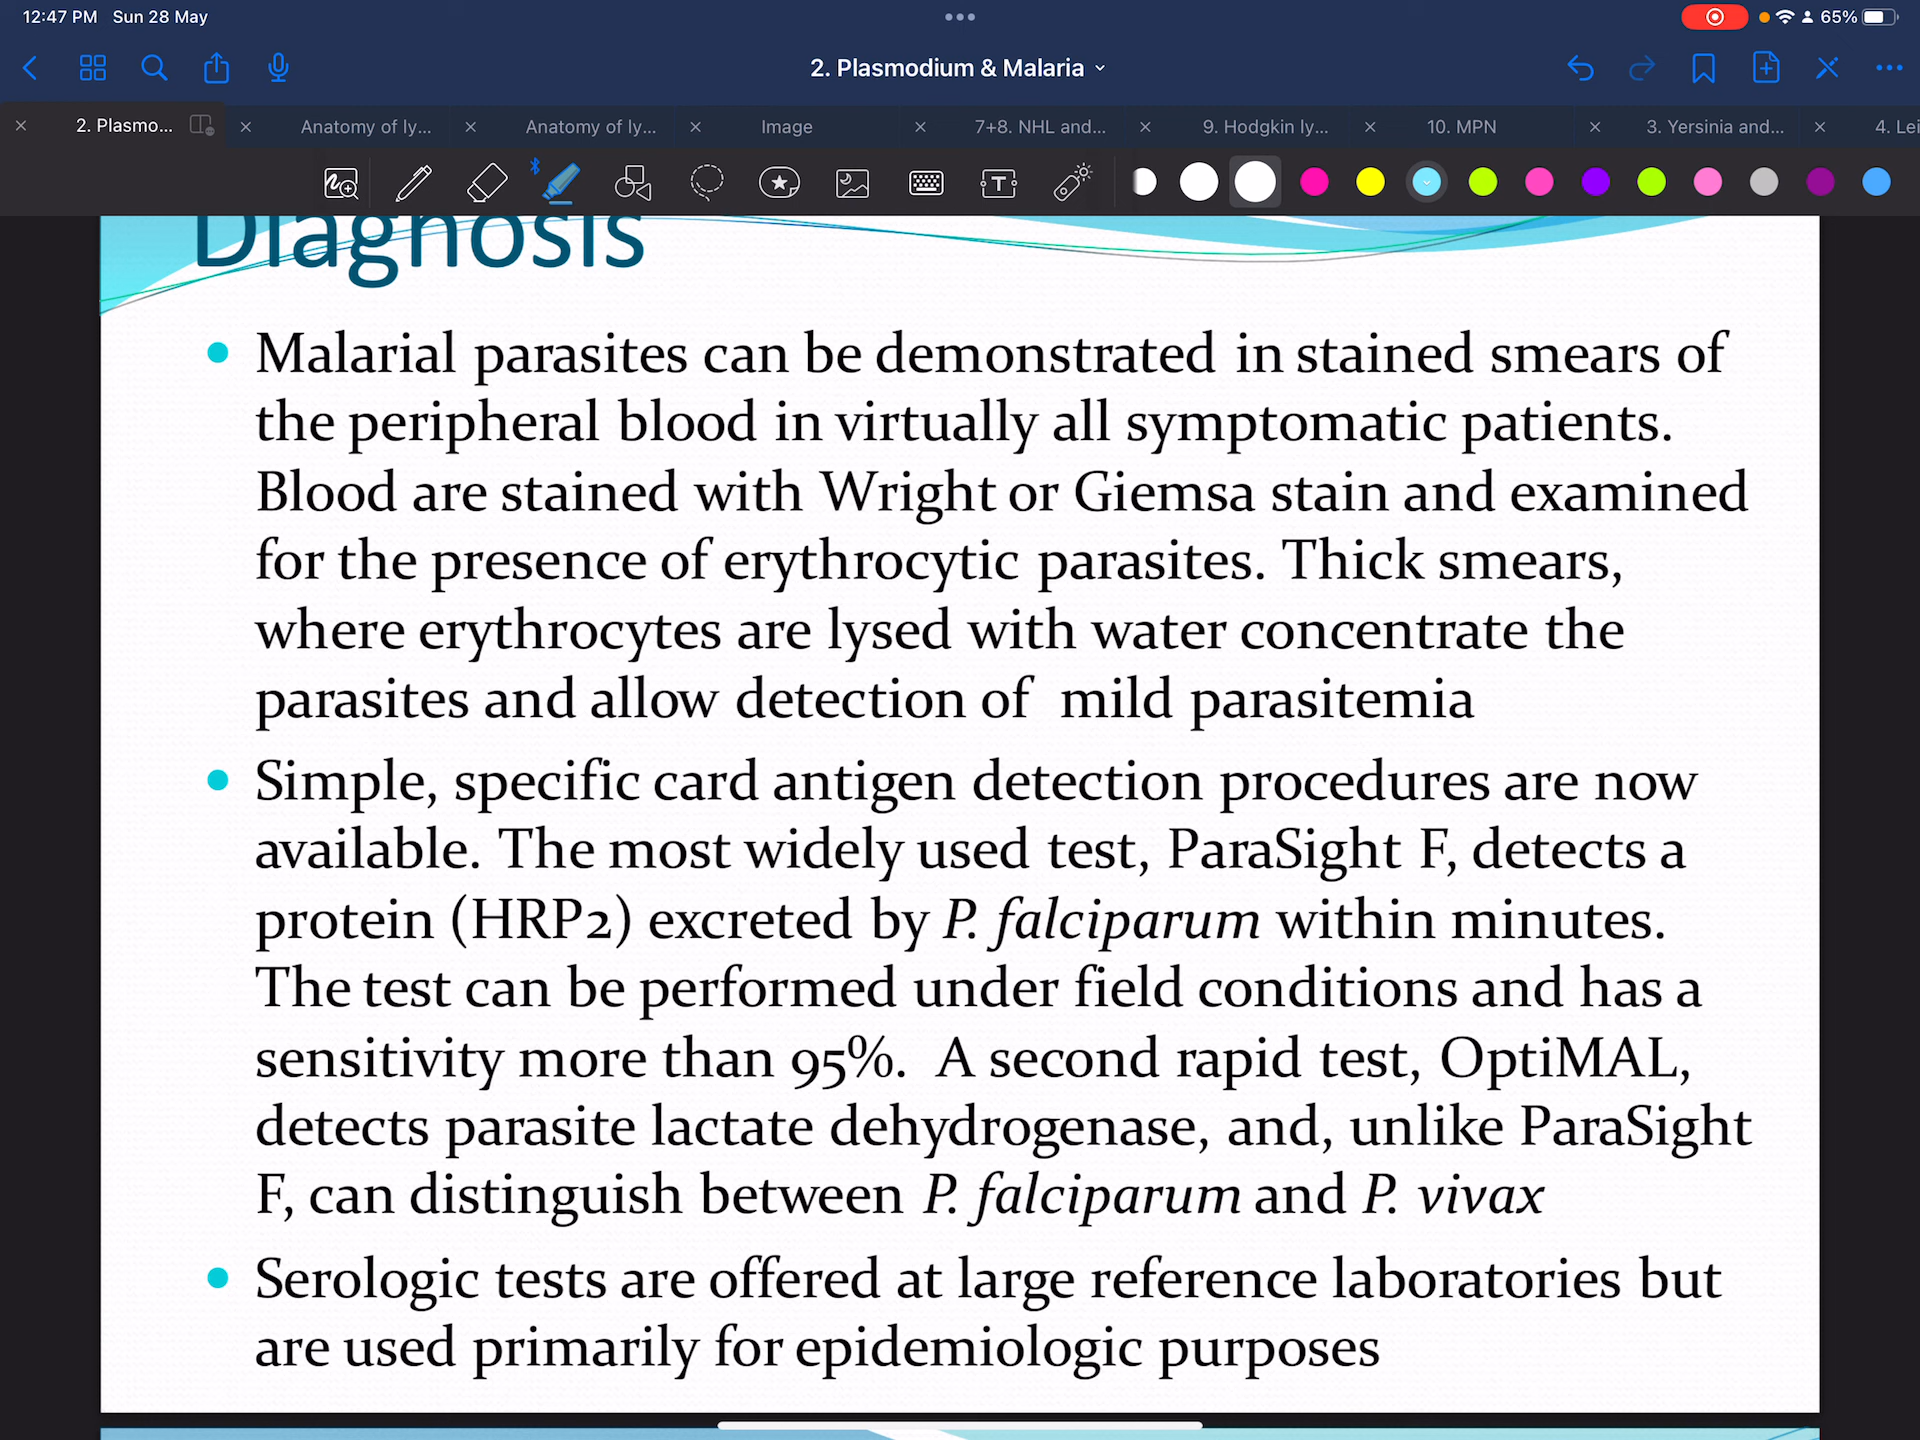 12:47 PM Sun 28 May
65%
2. Plasmodium & Malaria
2. Plasmo...
Anatomy of ly...
Anatomy of ly...
Image
7+8. NHL and...
9. Hodgkin ly...
10. MPN
3. Yersinia and...
4. Lei
Diagnosis
Malarial parasites can be demonstrated in stained smears of
the peripheral blood in virtually all symptomatic patients.
Blood are stained with Wright or Giemsa stain and examined
for the presence of erythrocytic parasites. Thick smears,
where erythrocytes are lysed with water concentrate the
parasites and allow detection of mild parasitemia
Simple, specific card antigen detection procedures are now
available. The most widely used test, ParaSight F, detects a
protein (HRP2) excreted by P. falciparum within minutes.
The test can be performed under field conditions and has a
sensitivity more than 95%. A second rapid test, OptiMAL,
detects parasite lactate dehydrogenase, and, unlike ParaSight
F, can distinguish between P. falciparum and P. vivax
Serologic tests are offered at large reference laboratories but
are used primarily for epidemiologic purposes